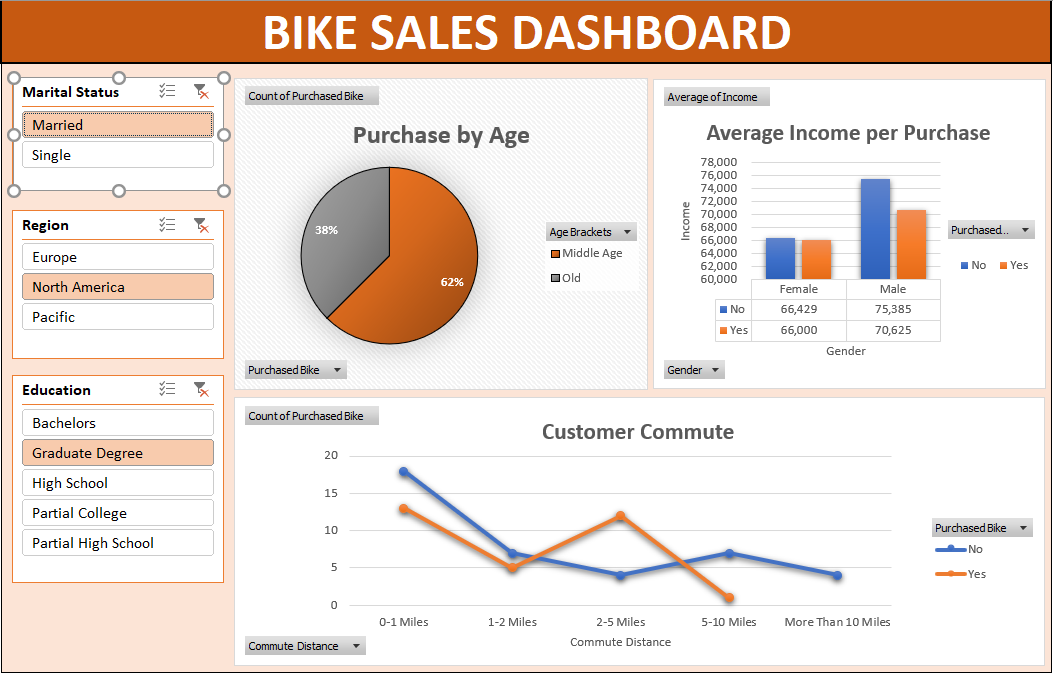 BIKE SALES DASHBOARD
Marital Status
Married
Single
Region
Europe
North America
Pacific
Education
Bachelors
Graduate Degree
High School
Partial College
Partial High School
Count of Purchased Bike
Purchase by Age
38%
62%
Age Brackets
Middle Age
Old
Purchased Bike
Average of Income
Average Income per Purchase
Income
78,000
76,000
74,000
72,000
70,000
68,000
66,000
64,000
62,000
60,000
Female Male
No 66,429 75,385
Yes 66,000 70,625
Gender
Purchased...
No Yes
Gender
Count of Purchased Bike
Customer Commute
20
15
10
5
0
0-1 Miles 1-2 Miles 2-5 Miles 5-10 Miles More Than 10 Miles
Commute Distance
Purchased Bike
No
Yes
Commute Distance